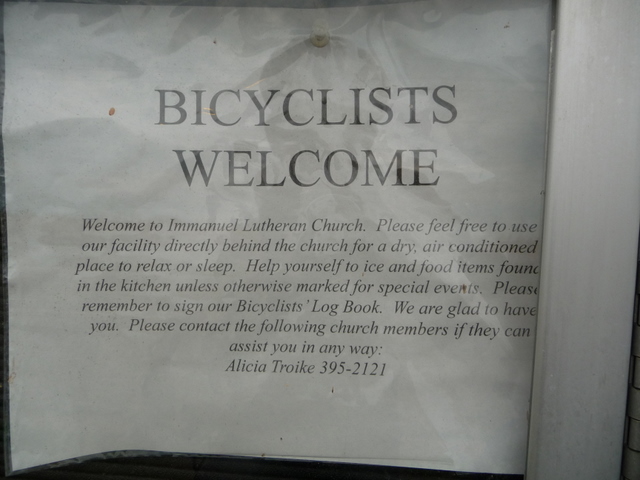 BICYCLISTS
WELCOME
Welcome to Immanuel Lutheran Church. Please feel free to use
our facility directly behind the church for a dry, air conditioned
place to relax or sleep. Help yourself to ice and food items found
in the kitchen unless otherwise marked for special events. Please
remember to sign our Bicyclists' Log Book. We are glad to have
you. Please contact the following church members if they can
assist you in any way:
Alicia Troike 395-2121